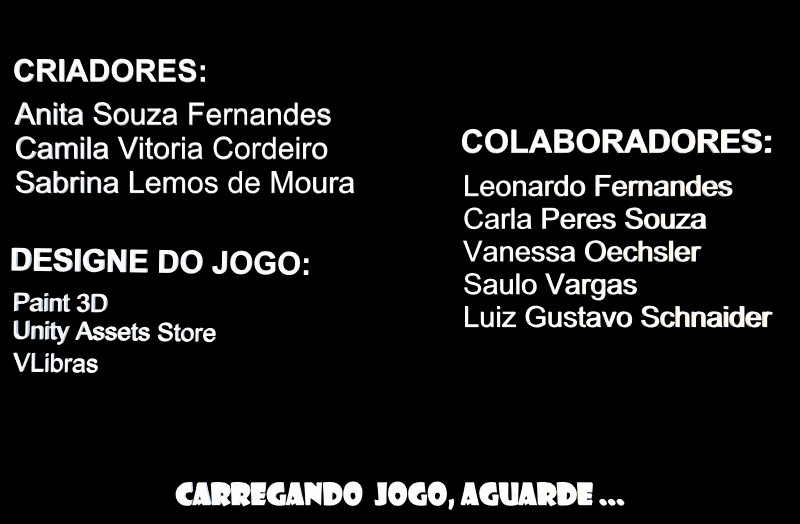 CRIADORES:
Anita Souza Fernandes
Camila Vitoria Cordeiro
Sabrina Lemos de Moura
DESIGNE DO JOGO:
Paint 3D
Unity Assets Store
VLibras
COLABORADORES:
Leonardo Fernandes
Carla Peres Souza
Vanessa Oechsler
Saulo Vargas
Luiz Gustavo Schnaider
CARREGANDO JOGO, AGUARDE ...